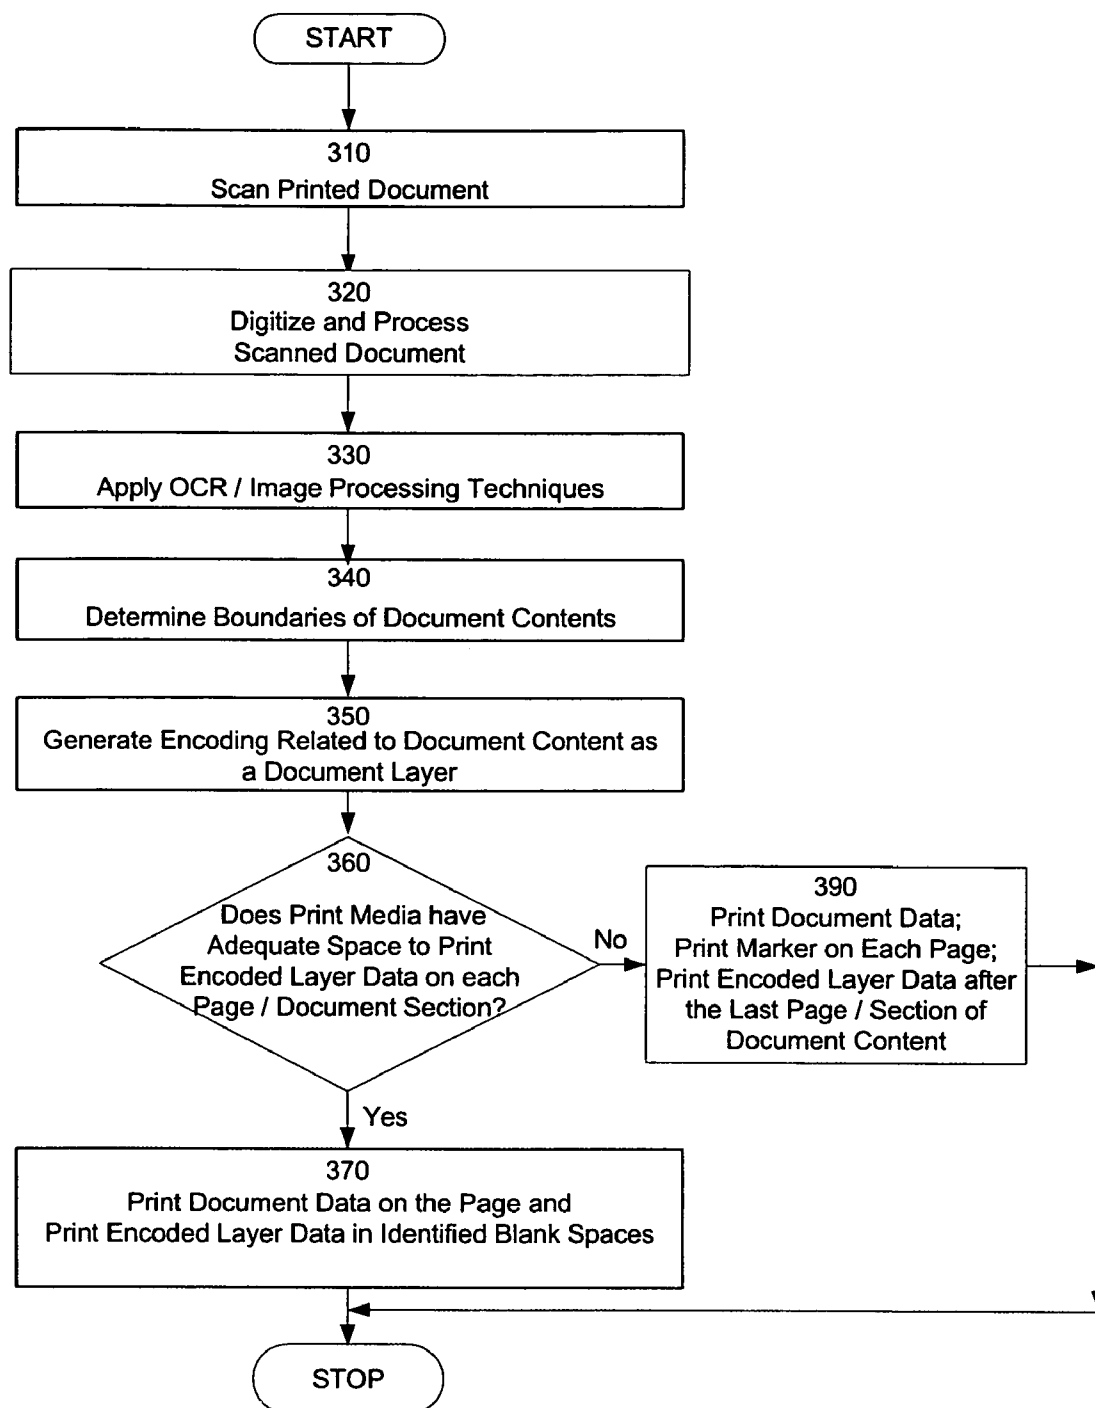 START
310
Scan Printed Document
320
Digitize and Process
Scanned Document
330
Apply OCR / Image Processing Techniques
340
Determine Boundaries of Document Contents
350
Generate Encoding Related to Document Content as
a Document Layer
360
Does Print Media have
Adequate Space to Print
Encoded Layer Data on each
Page / Document Section?
No
390
Print Document Data;
Print Marker on Each Page;
Print Encoded Layer Data after
the Last Page / Section of
Document Content
Yes
370
Print Document Data on the Page and
Print Encoded Layer Data in Identified Blank Spaces
STOP